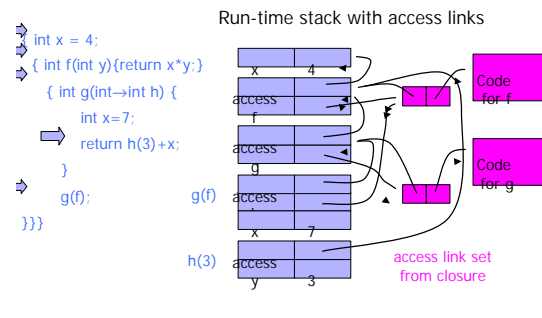 Run-time stack with access links
{ int x = 4;
{ int f(int y){return x*y;}
{ int g(int→int h) {
int x=7;
return h(3)+x;
}
g(f);
}}}
x 4
access
f
access
g
g(f) access
x 7
h(3) access
y 3
Code
for f
Code
for g
access link set
from closure